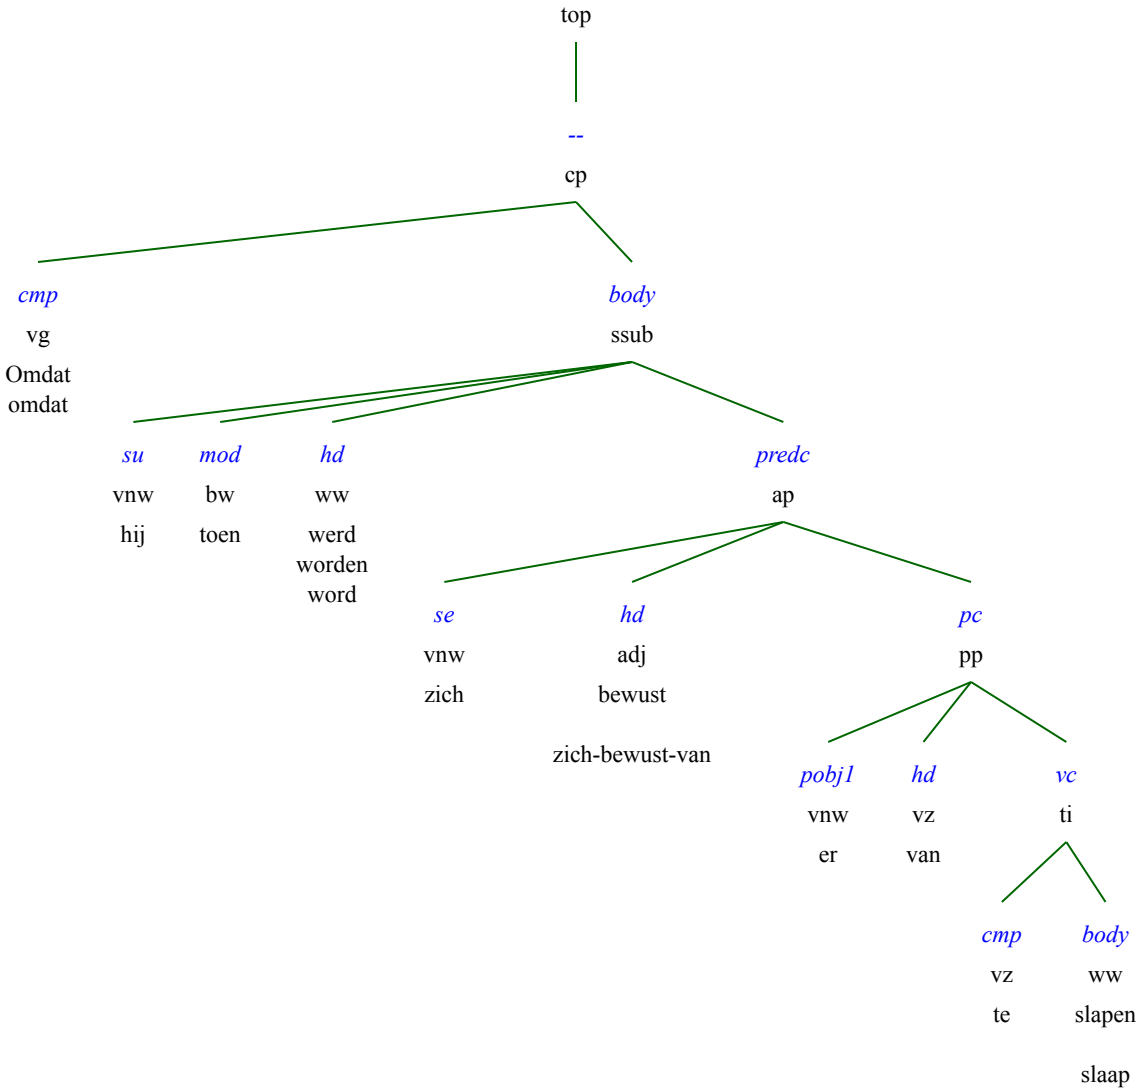 top
--
cp
cmp body
vg ssub
Omdat
omdat
su mod hd predc
vnw bw ww ap
hij toen werd
worden
word
se hd pc
vnw adj pp
zich bewust
zich-bewust-van
pobj1 hd vc
vnw vz ti
er van
cmp body
vz ww
te slapen
slaap